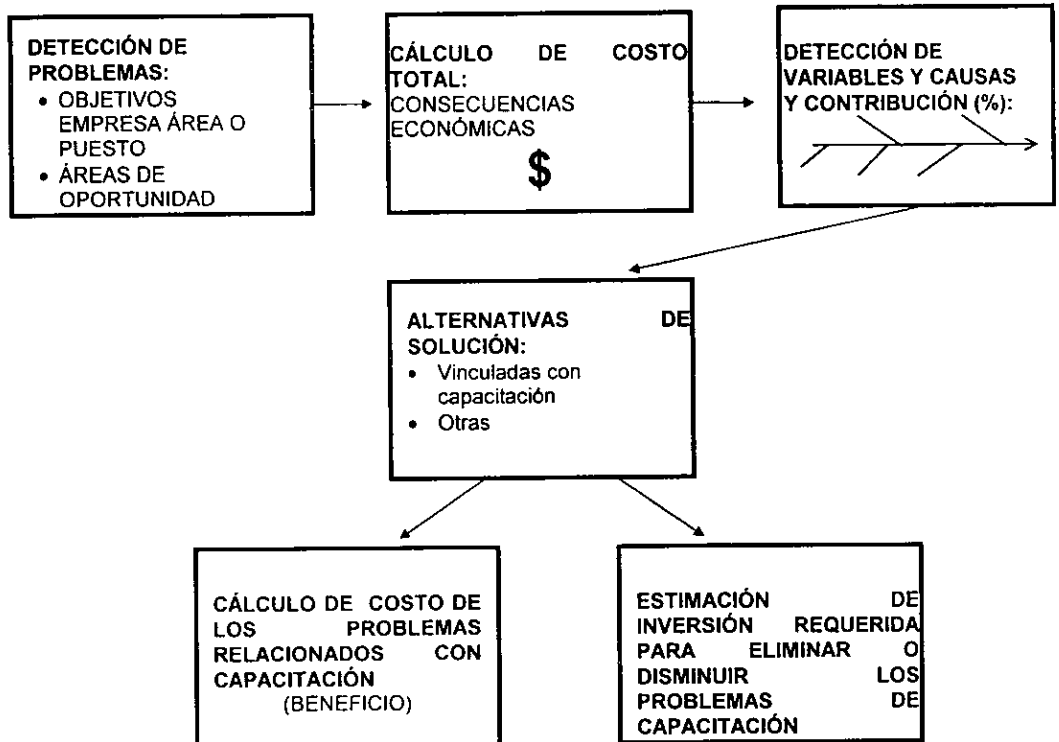 DETECCIÓN DE
PROBLEMAS:
• OBJETIVOS
EMPRESA ÁREA O
PUESTO
• ÁREAS DE
OPORTUNIDAD
CÁLCULO DE COSTO
TOTAL:
CONSECUENCIAS
ECONÓMICAS
$
DETECCIÓN DE
VARIABLES Y CAUSAS
Y CONTRIBUCIÓN (%):
ALTERNATIVAS DE
SOLUCIÓN:
• Vinculadas con
capacitación
• Otras
CÁLCULO DE COSTO DE
LOS PROBLEMAS
RELACIONADOS CON
CAPACITACIÓN
(BENEFICIO)
ESTIMACIÓN DE
INVERSIÓN REQUERIDA
PARA ELIMINAR O
DISMINUIR LOS
PROBLEMAS DE
CAPACITACIÓN